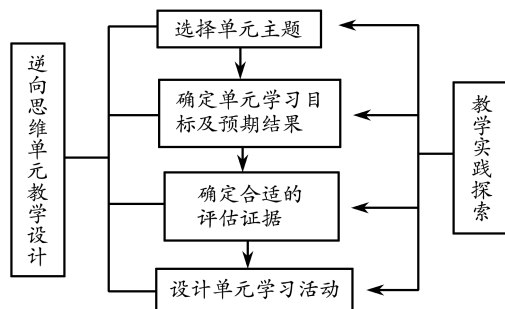 选择单元主题
逆向思维单元教学设计
确定单元学习目
标及预期结果
教学实践探索
确定合适的
评估证据
设计单元学习活动